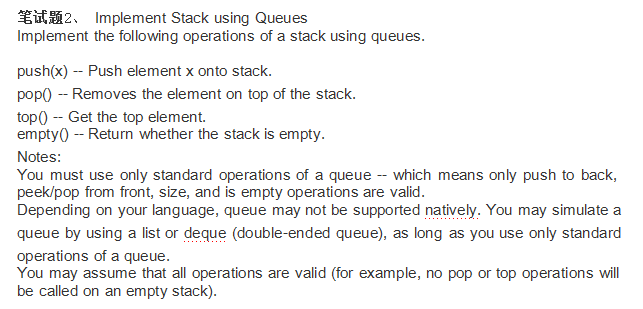 笔试题2、 Implement Stack using Queues
Implement the following operations of a stack using queues.
push(x) -- Push element x onto stack.
pop() -- Removes the element on top of the stack.
top() -- Get the top element.
empty() -- Return whether the stack is empty.
Notes:
You must use only standard operations of a queue -- which means only push to back,
peek/pop from front, size, and is empty operations are valid.
Depending on your language, queue may not be supported natively. You may simulate a
queue by using a list or deque (double-ended queue), as long as you use only standard
operations of a queue.
You may assume that all operations are valid (for example, no pop or top operations will
be called on an empty stack).